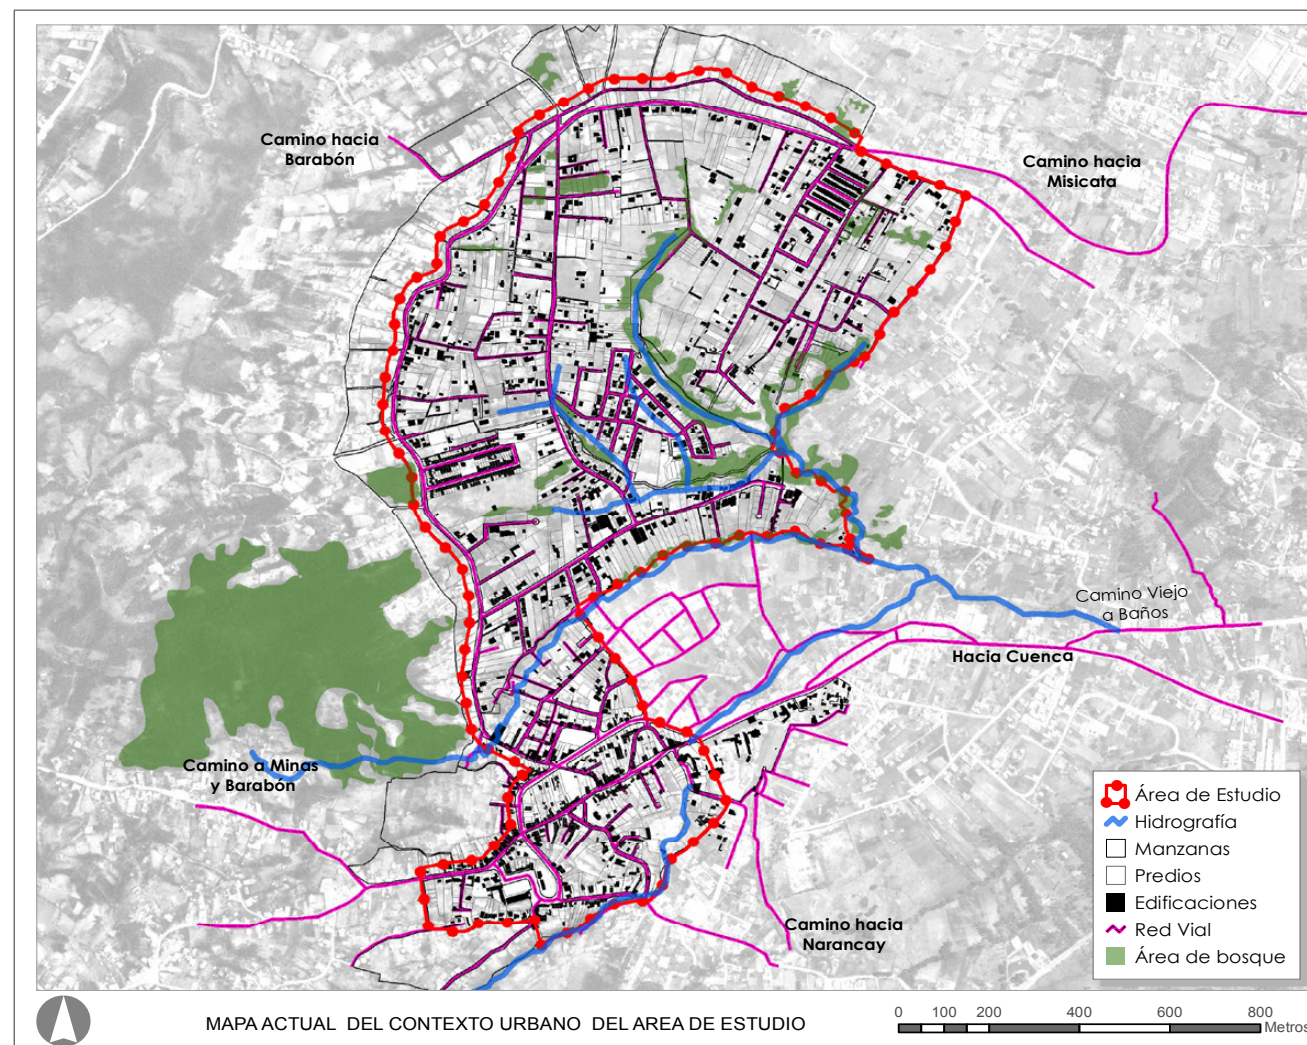 Camino hacia
Barabón
Camino hacia
Misicata
Camino Viejo
a Baños
Hacia Cuenca
Camino a Minas
y Barabón
Camino hacia
Narancay
Área de Estudio
Hidrografía
Manzanas
Predios
Edificaciones
Red Vial
Área de bosque
MAPA ACTUAL DEL CONTEXTO URBANO DEL AREA DE ESTUDIO
0 100 200 400 600 800
Metros